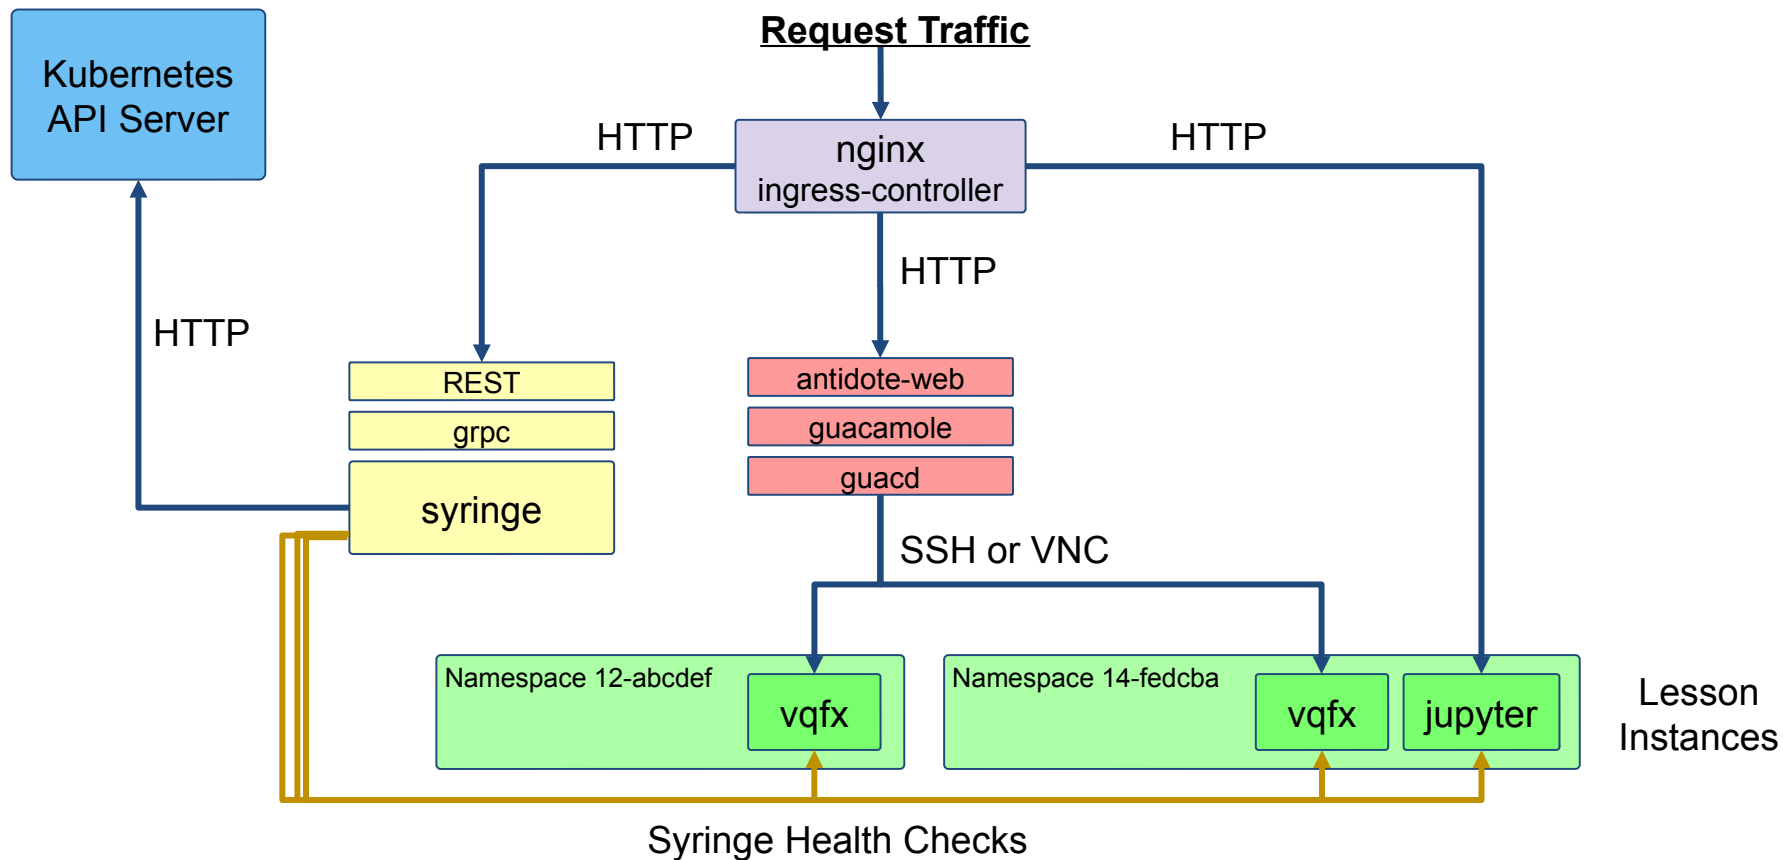 Request Traffic
Kubernetes
API Server
HTTP
HTTP
nginx
ingress-controller
HTTP
HTTP
REST
grpc
syringe
antidote-web
guacamole
guacd
SSH or VNC
Namespace 12-abcdef
vqfx
Namespace 14-fedcba
vqfx
jupyter
Lesson
Instances
Syringe Health Checks